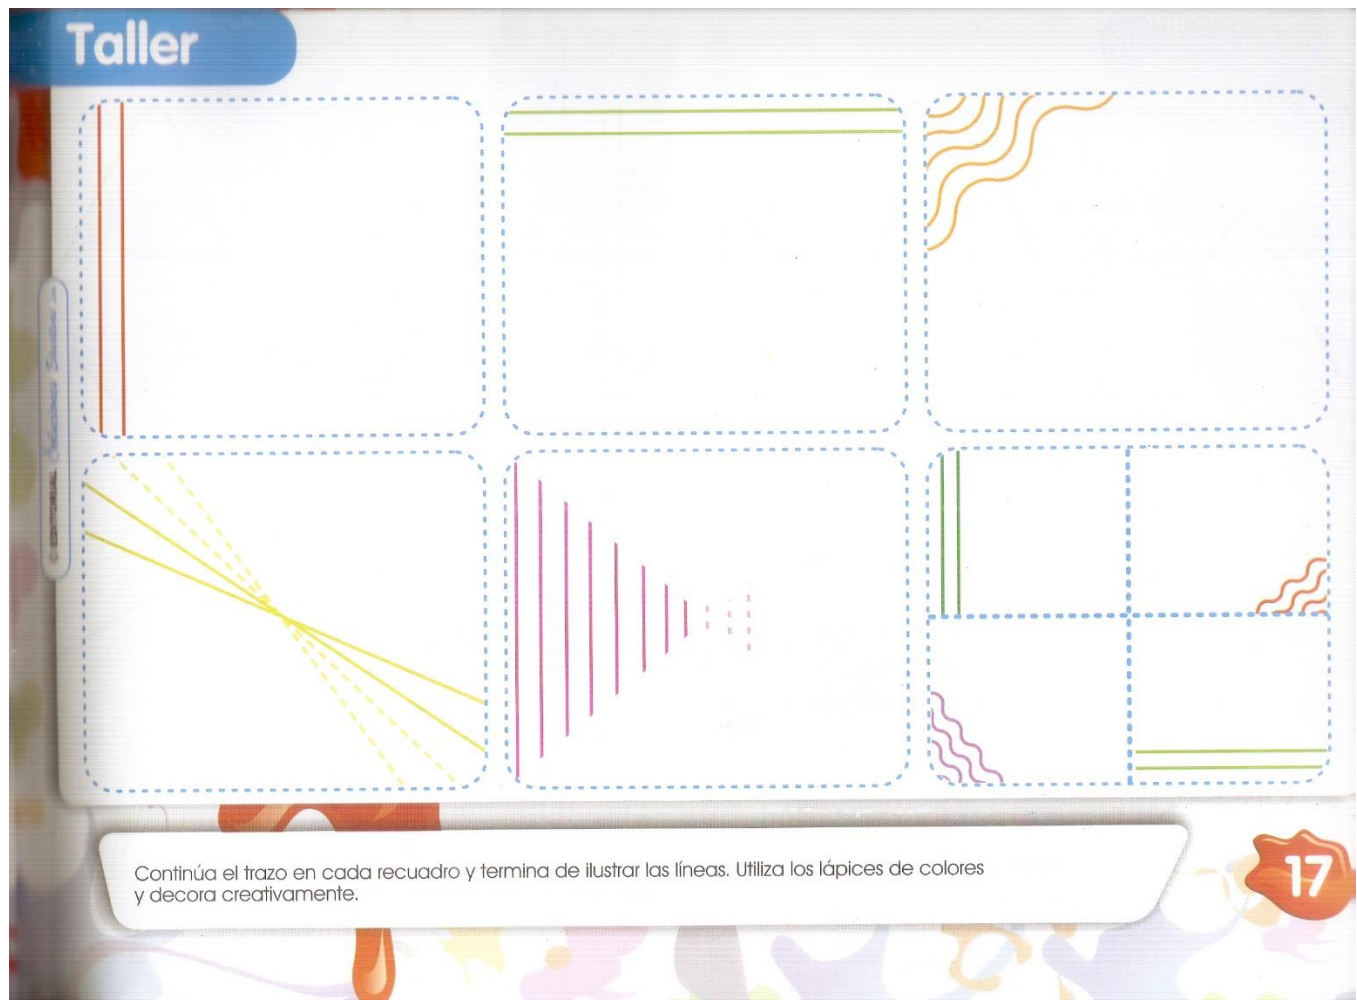 Taller
© EDITORIAL
Continúa el trazo en cada recuadro y termina de ilustrar las líneas. Utiliza los lápices de colores
y decora creativamente.
17